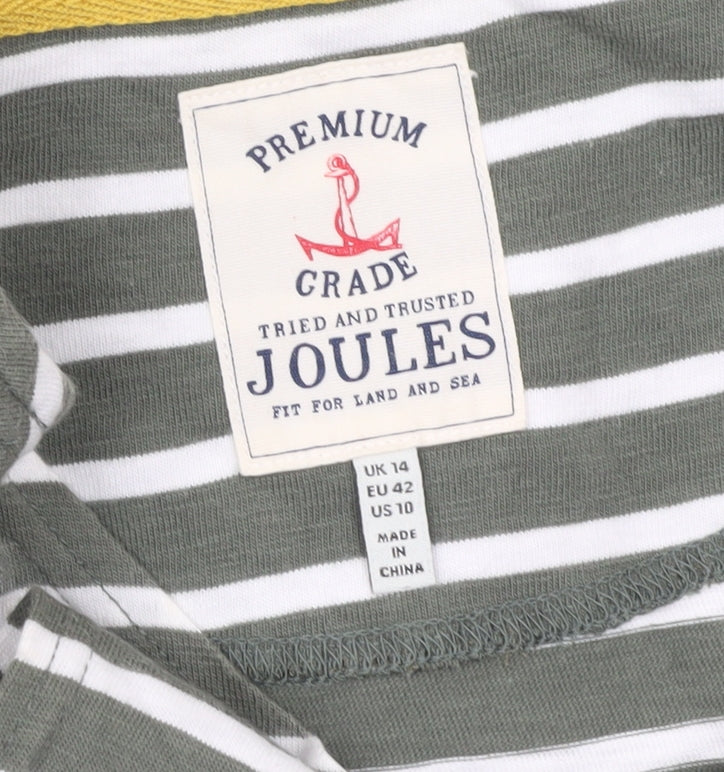 PREMIUM
GRADE
TRIED AND TRUSTED
JOULES
FIT FOR LAND AND SEA
UK 14
EU 42
US 10
MADE
IN
CHINA